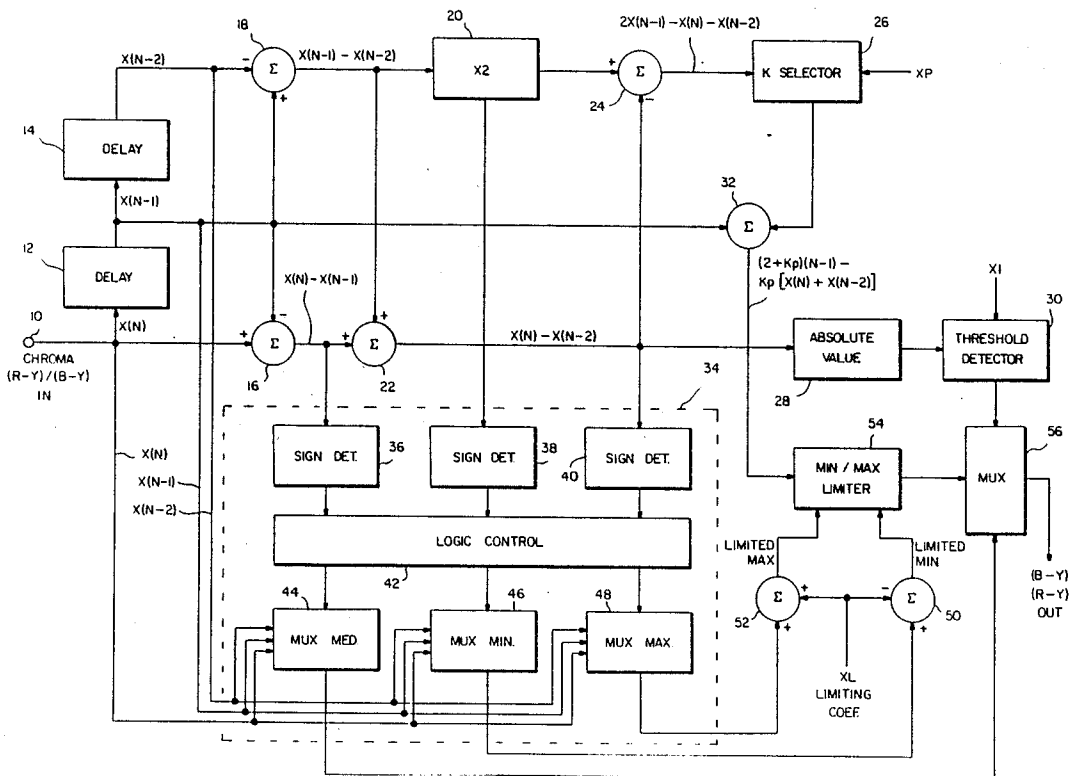 20
2X(N-1)-X(N)-X(N-2)
26
18
X(N-2)
-
Σ
X(N-1) - X(N-2)
X2
+
Σ
K SELECTOR
XP
+
24
-
14
DELAY
X(N-1)
32
Σ
12
DELAY
(2+Kp)(N-1) -
Kp [X(N) + X(N-2)]
X(N)-X(N-1)
X1
10
X(N)
-
+
30
+
Σ
+
Σ
X(N) - X(N-2)
ABSOLUTE
VALUE
THRESHOLD
DETECTOR
CHROMA
(R-Y)/(B-Y)
IN
16
22
28
34
54
56
X(N)
SIGN DET.
36
SIGN DET.
38
SIGN DET.
40
MIN / MAX
LIMITER
MUX
X(N-1)
X(N-2)
LOGIC CONTROL
LIMITED
MAX
LIMITED
MIN
42
44
46
48
Σ
+
-
Σ
(B-Y)
(R-Y)
OUT
52
+
+
50
MUX MED.
MUX MIN.
MUX MAX.
XL
LIMITING
COEF.